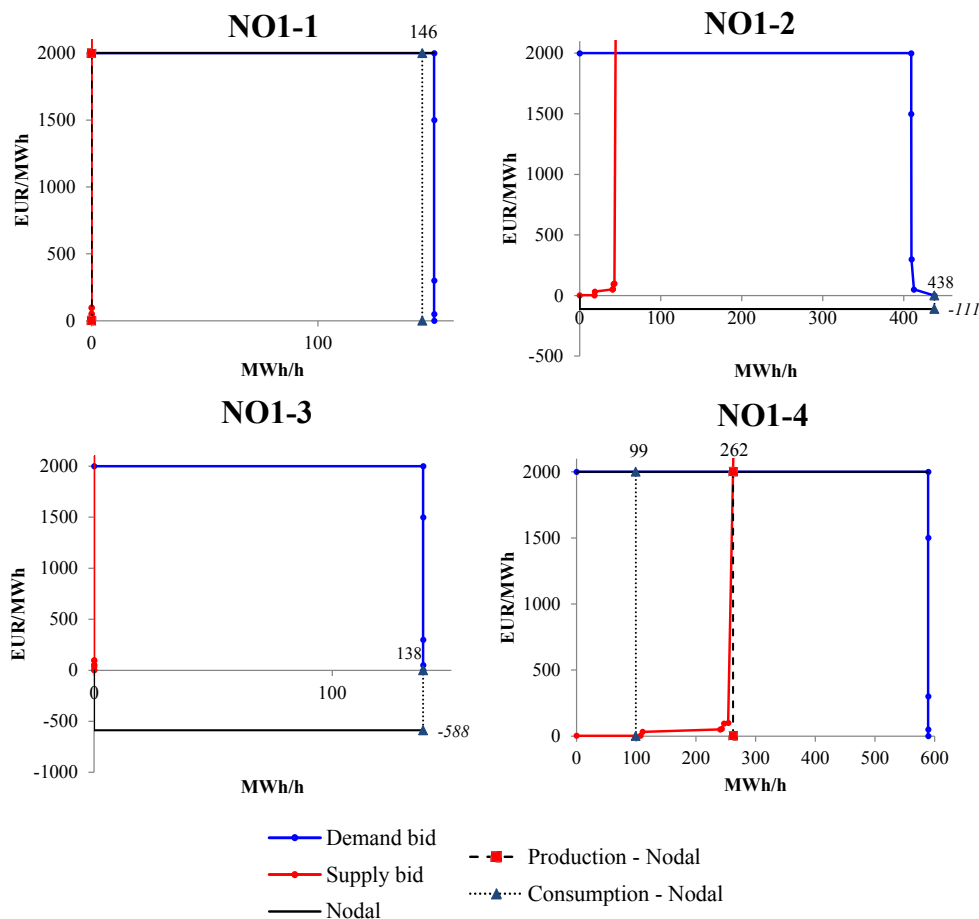 NO1-1
146
2000
1500
1000
500
0
0
100
EUR/MWh
MWh/h
NO1-2
2000
1500
1000
500
0
-500
0
100
200
300
400
438
-111
EUR/MWh
MWh/h
NO1-3
2000
1500
1000
500
0
-500
-1000
0
100
138
-588
EUR/MWh
MWh/h
NO1-4
99
262
2000
1500
1000
500
0
0
100
200
300
400
500
600
EUR/MWh
MWh/h
Demand bid
Supply bid
Nodal
Production - Nodal
Consumption - Nodal